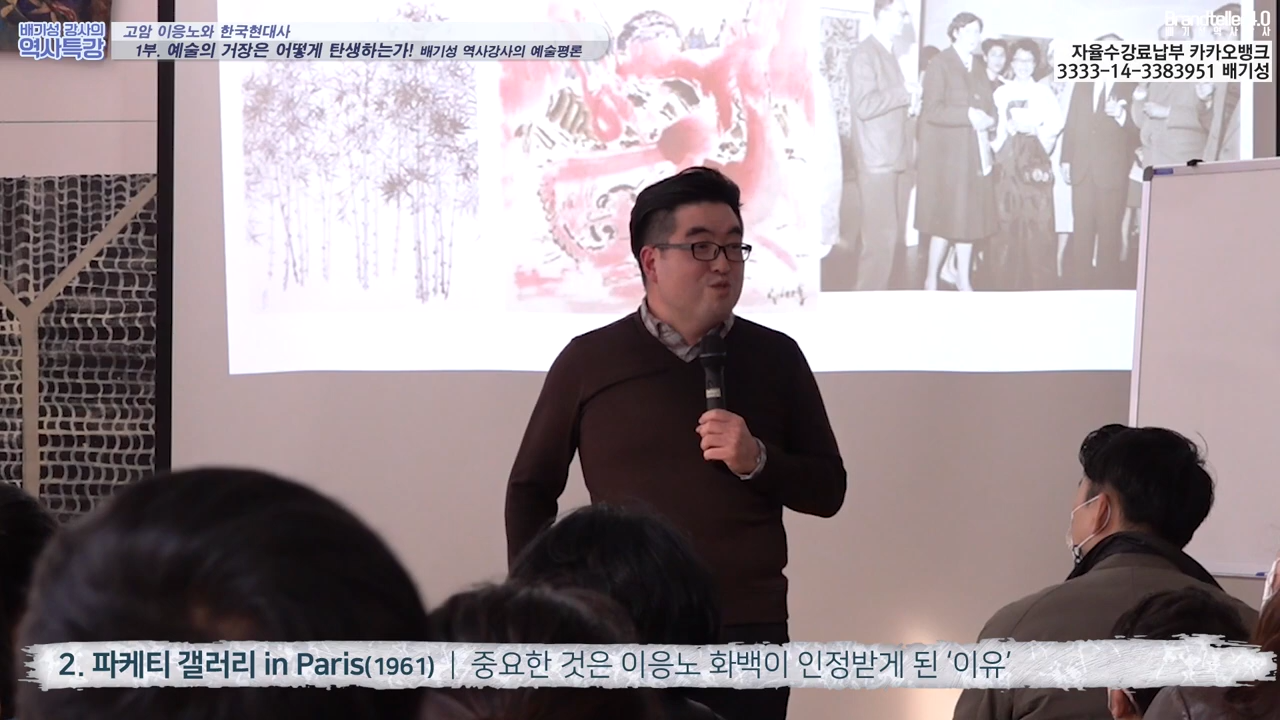 배기성 강사의
역사특강
고암 이응노와 한국현대사
1부. 예술의 거장은 어떻게 탄생하는가! 배기성 역사강사의 예술평론
Brandteller4.0
자율수강료납부 카카오뱅크
3333-14-3383951 배기성
2. 파케티 갤러리 in Paris(1961) | 중요한 것은 이응노 화백이 인정받게 된 ‘이유’